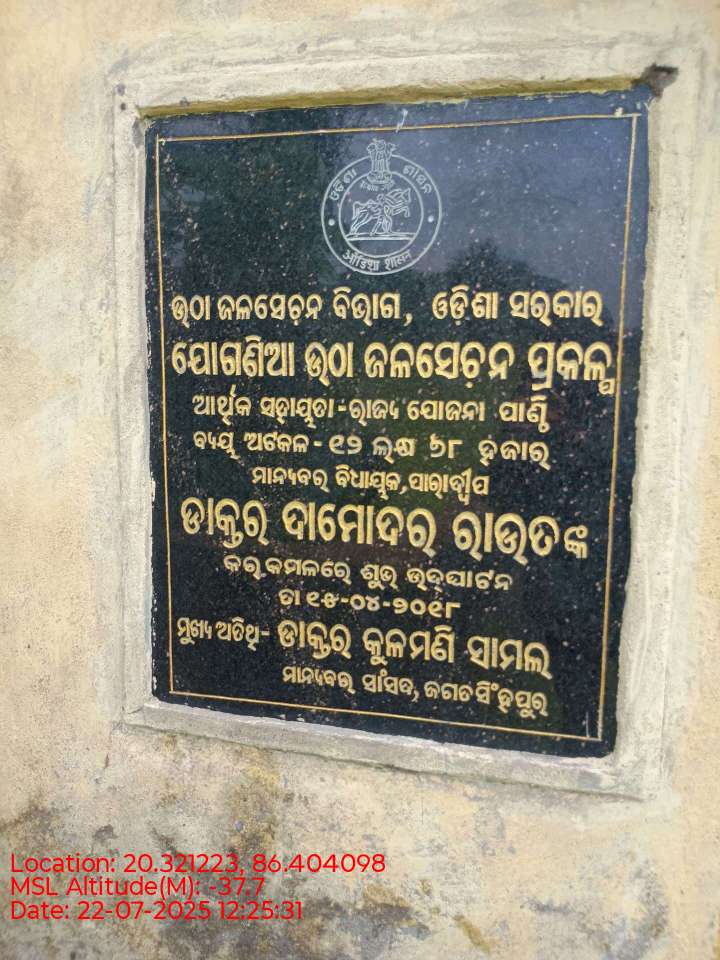 ଓଡ଼ିଶା ଶାସନ
ओडिशा शासन
ଉଠା ଜଳସେଚନ ବିଭାଗ, ଓଡ଼ିଶା ସରକାର
ଯୋଗଣିଆ ଉଠା ଜଳସେଚନ ପ୍ରକଳ୍ପ
ଆର୍ଥିକ ସହାୟତା-ରାଜ୍ୟ ଯୋଜନା ପାଣ୍ଠି
ବ୍ୟୟ ଅଟକଳ-୧୨ ଲକ୍ଷ ୬୮ ହଜାର୍
ମାନ୍ୟବର ବିଧାୟକ,ପାରାଦ୍ୱୀପ
ଡାକ୍ତର ଦାମୋଦର ରାଉତଙ୍କ
କର କମଳରେ ଶୁଭ ଉଦ୍‌ଘାଟନ
ତା ୧୫-୦୪-୨୦୧୮
ମୁଖ୍ୟ ଅତିଥି- ଡାକ୍ତର କୁଳମଣି ସାମଲ
ମାନ୍ୟବର ସାଂସଦ, ଜଗତସିଂହପୁର
Location: 20.321223, 86.404098
MSL Altitude(M): -37.7
Date: 22-07-2025 12:25:31